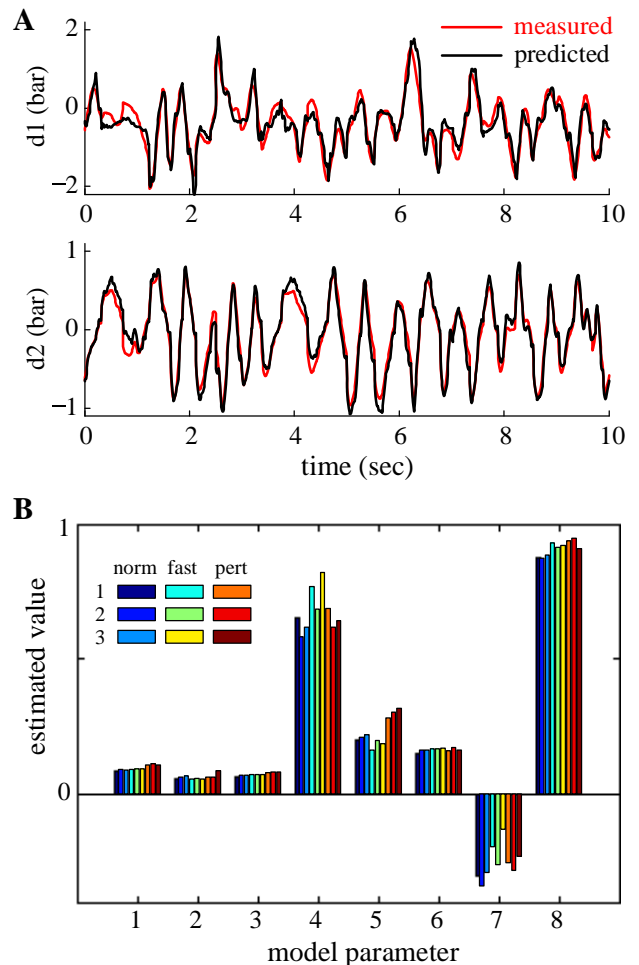 A
measured
predicted
2
0
−2
d1 (bar)
0 2 4 6 8 10
1
0
−1
d2 (bar)
0 2 4 6 8 10
time (sec)
B
1
0
estimated value
norm fast pert
1
2
3
1 2 3 4 5 6 7 8
model parameter